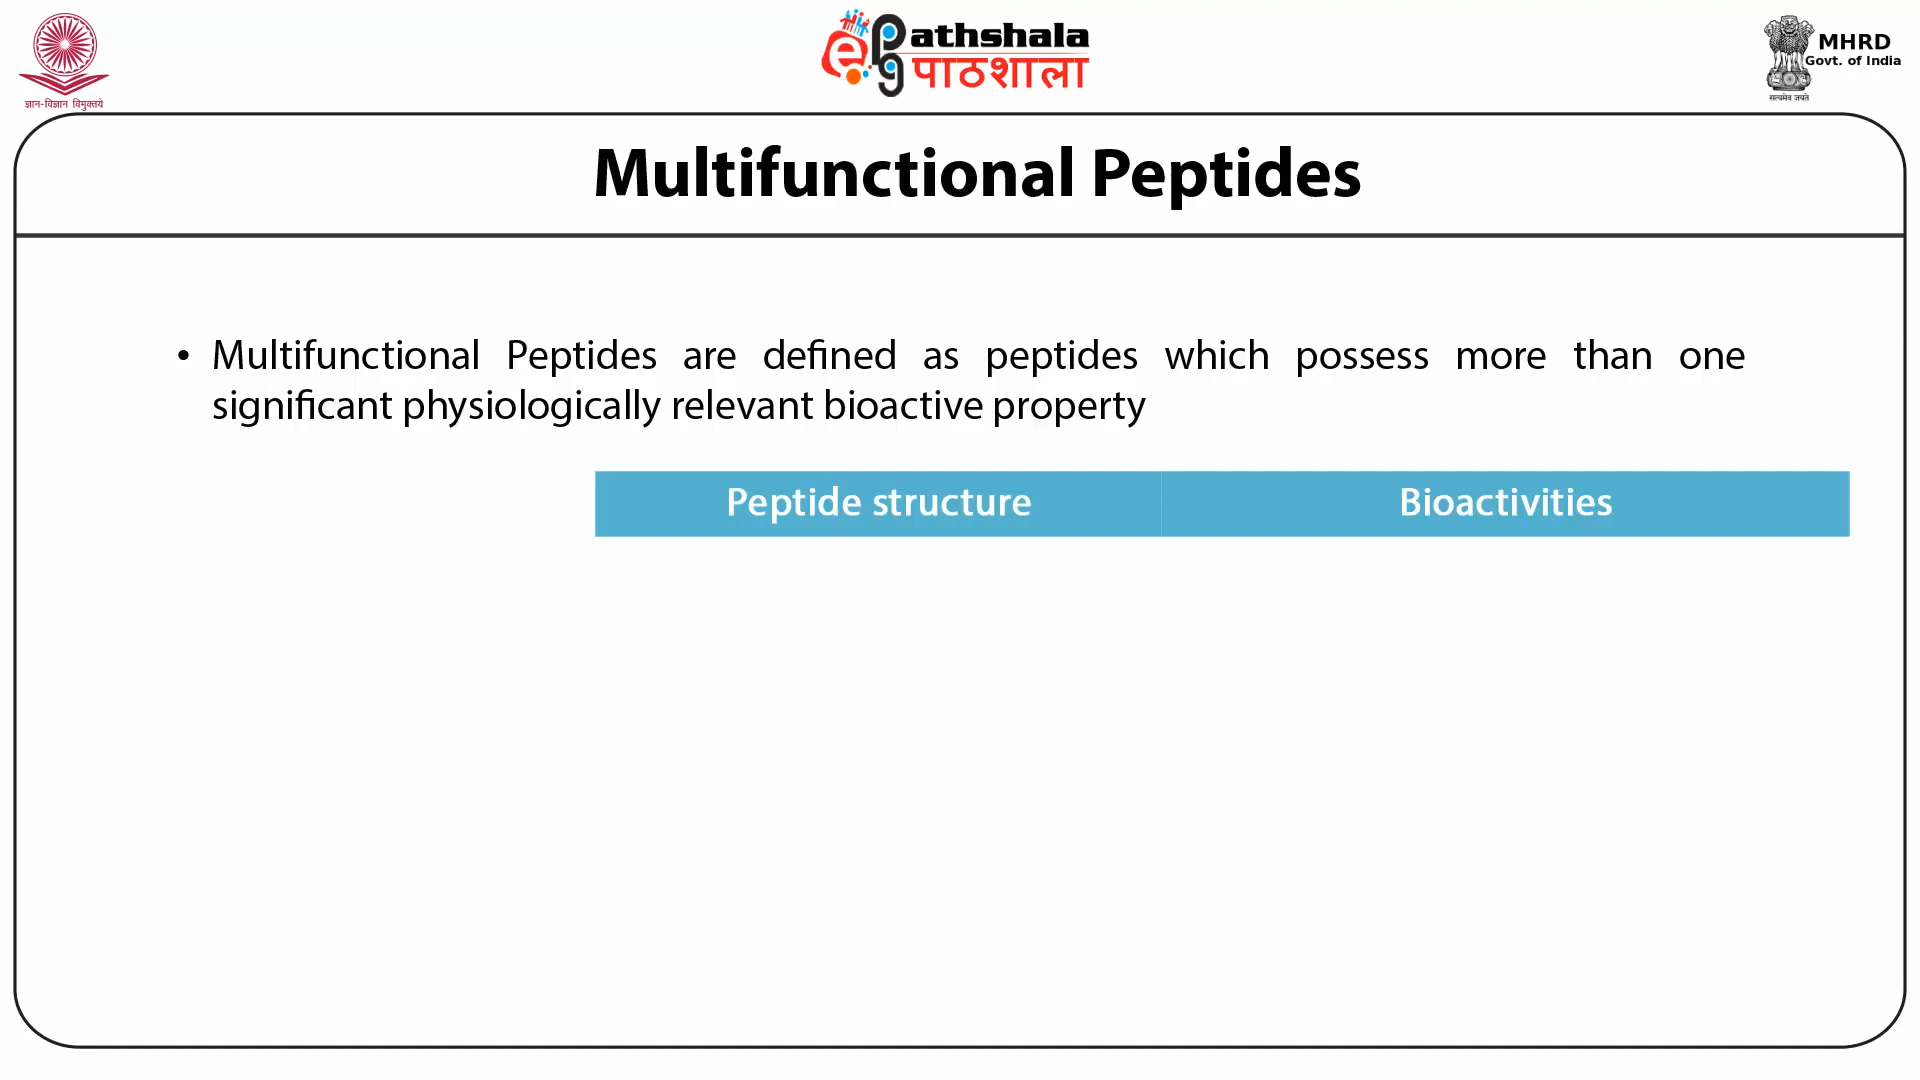 ज्ञान-विज्ञान विमुक्तये
e Pg athshala
पाठशाला
MHRD
Govt. of India
सत्यमेव जयते
Multifunctional Peptides
• Multifunctional Peptides are defined as peptides which possess more than one
significant physiologically relevant bioactive property
Peptide structure Bioactivities